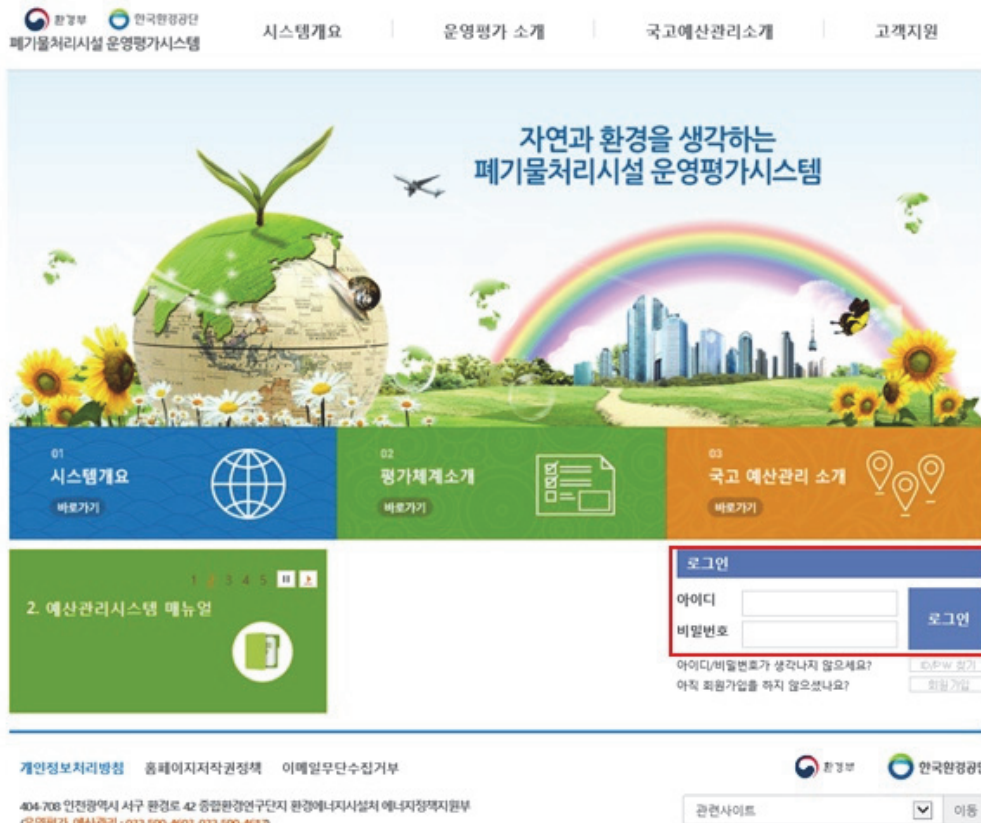 환경부 한국환경공단
폐기물처리시설 운영평가시스템
시스템개요 운영평가 소개 국고예산관리소개 고객지원
자연과 환경을 생각하는
폐기물처리시설 운영평가시스템
01
시스템개요
바로가기
02
평가체계소개
바로가기
03
국고 예산관리 소개
바로가기
1 2 3 4 5
2. 예산관리시스템 매뉴얼
로그인
아이디
비밀번호
로그인
아이디/비밀번호가 생각나지 않으세요? ID/PW 찾기
아직 회원가입을 하지 않으셨나요? 회원가입
개인정보처리방침 홈페이지저작권정책 이메일무단수집거부
환경부 한국환경공단
404-708 인천광역시 서구 환경로 42 종합환경연구단지 환경에너지시설처 에너지정책지원부
관련사이트 이동